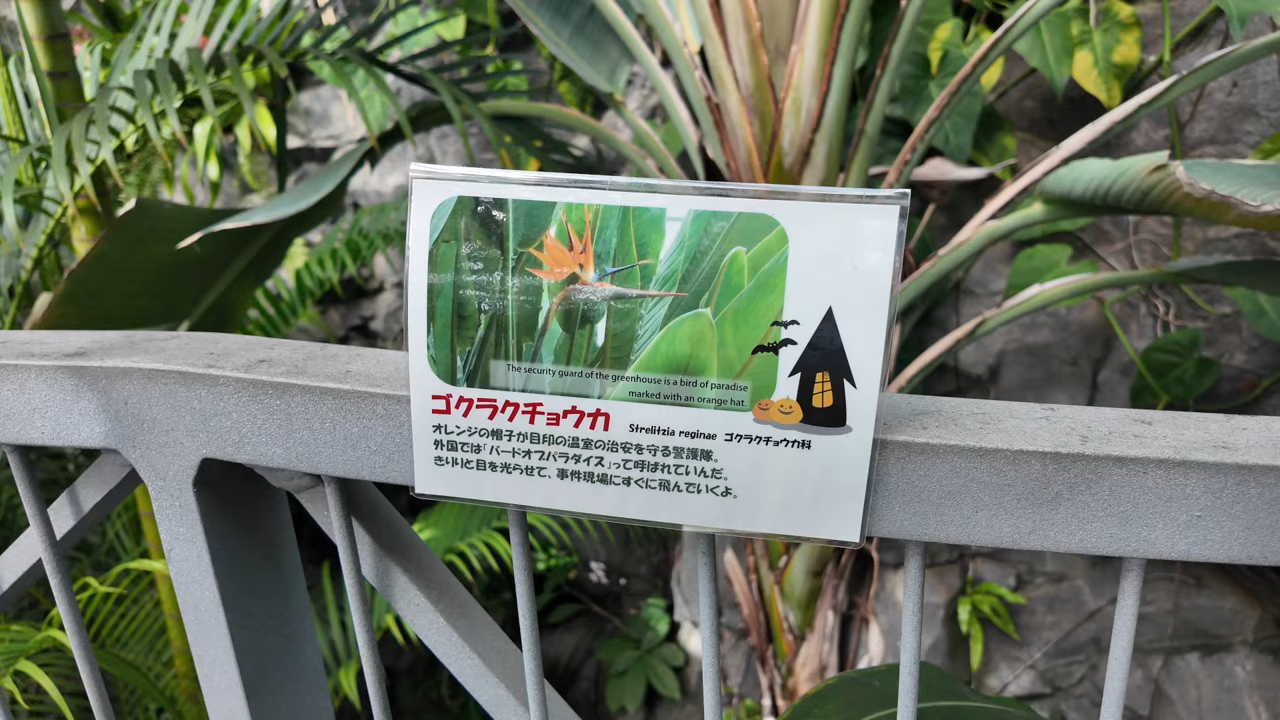 The security guard of the greenhouse is a bird of paradise
marked with an orange hat.
ゴクラクチョウカ Strelitzia reginae ゴクラクチョウカ科
オレンジの帽子が目印の温室の治安を守る警護隊。
外国では「バードオブパラダイス」って呼ばれていんだ。
きりりと目を光らせて、事件現場にすぐに飛んでいくよ。